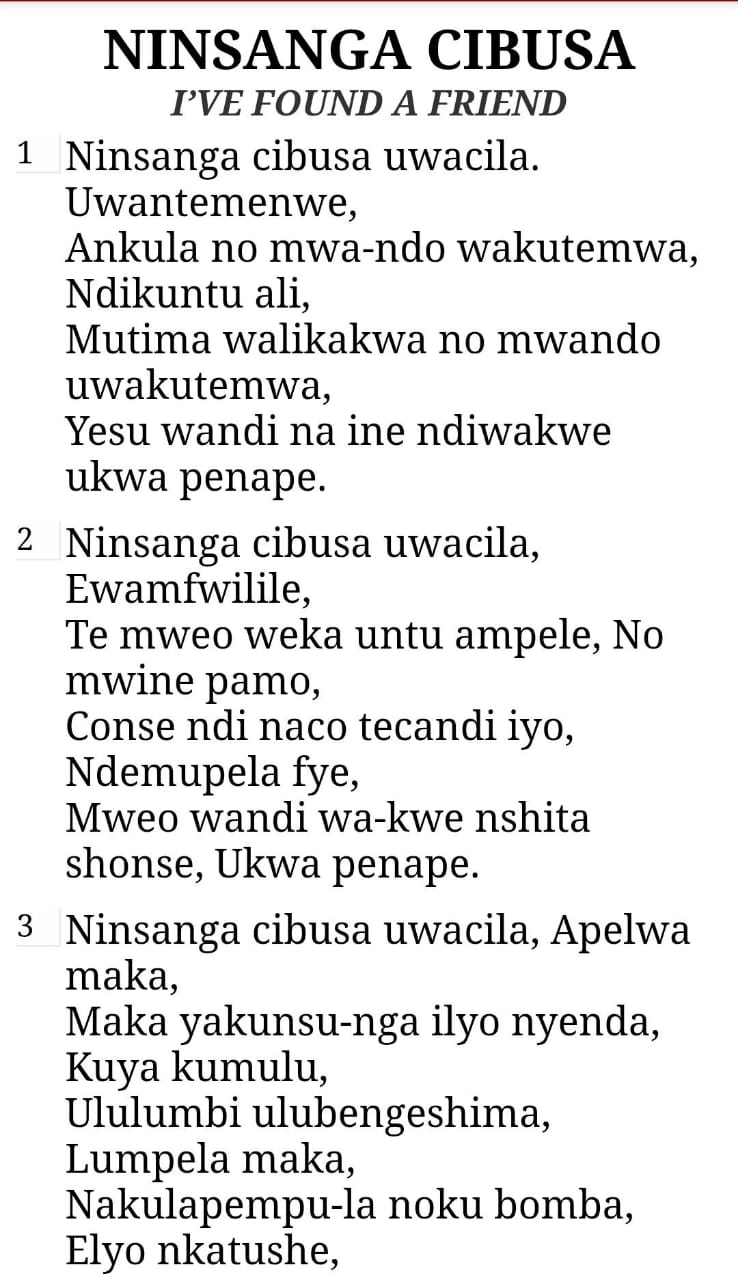 NINSANGA CIBUSA
I’VE FOUND A FRIEND
1 Ninsanga cibusa uwacila.
Uwantemenwe,
Ankula no mwa-ndo wakutemwa,
Ndikuntu ali,
Mutima walikakwa no mwando
uwakutemwa,
Yesu wandi na ine ndiwakwe
ukwa penape.
2 Ninsanga cibusa uwacila,
Ewamfwilile,
Te mweo weka untu ampele, No
mwine pamo,
Conse ndi naco tecandi iyo,
Ndemupela fye,
Mweo wandi wa-kwe nshita
shonse, Ukwa penape.
3 Ninsanga cibusa uwacila, Apelwa
maka,
Maka yakunsu-nga ilyo nyenda,
Kuya kumulu,
Ululumbi ulubengeshima,
Lumpela maka,
Nakulapempu-la noku bomba,
Elyo nkatushe,